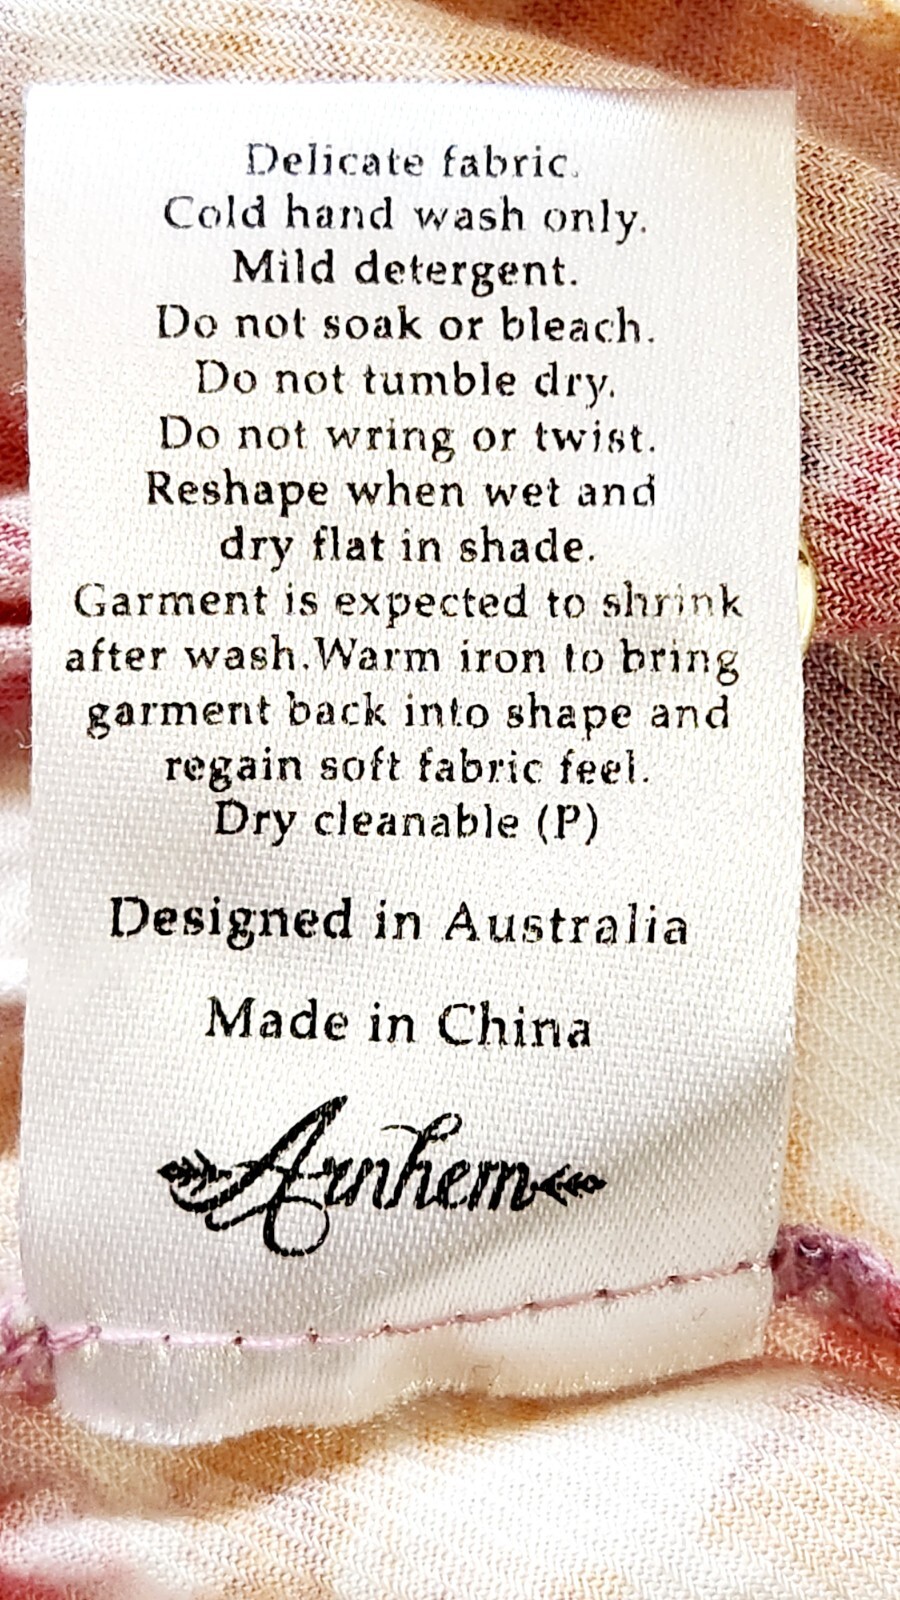 Delicate fabric.
Cold hand wash only.
Mild detergent.
Do not soak or bleach.
Do not tumble dry.
Do not wring or twist.
Reshape when wet and
dry flat in shade.
Garment is expected to shrink
after wash.Warm iron to bring
garment back into shape and
regain soft fabric feel.
Dry cleanable (P)
Designed in Australia
Made in China
Arnhem